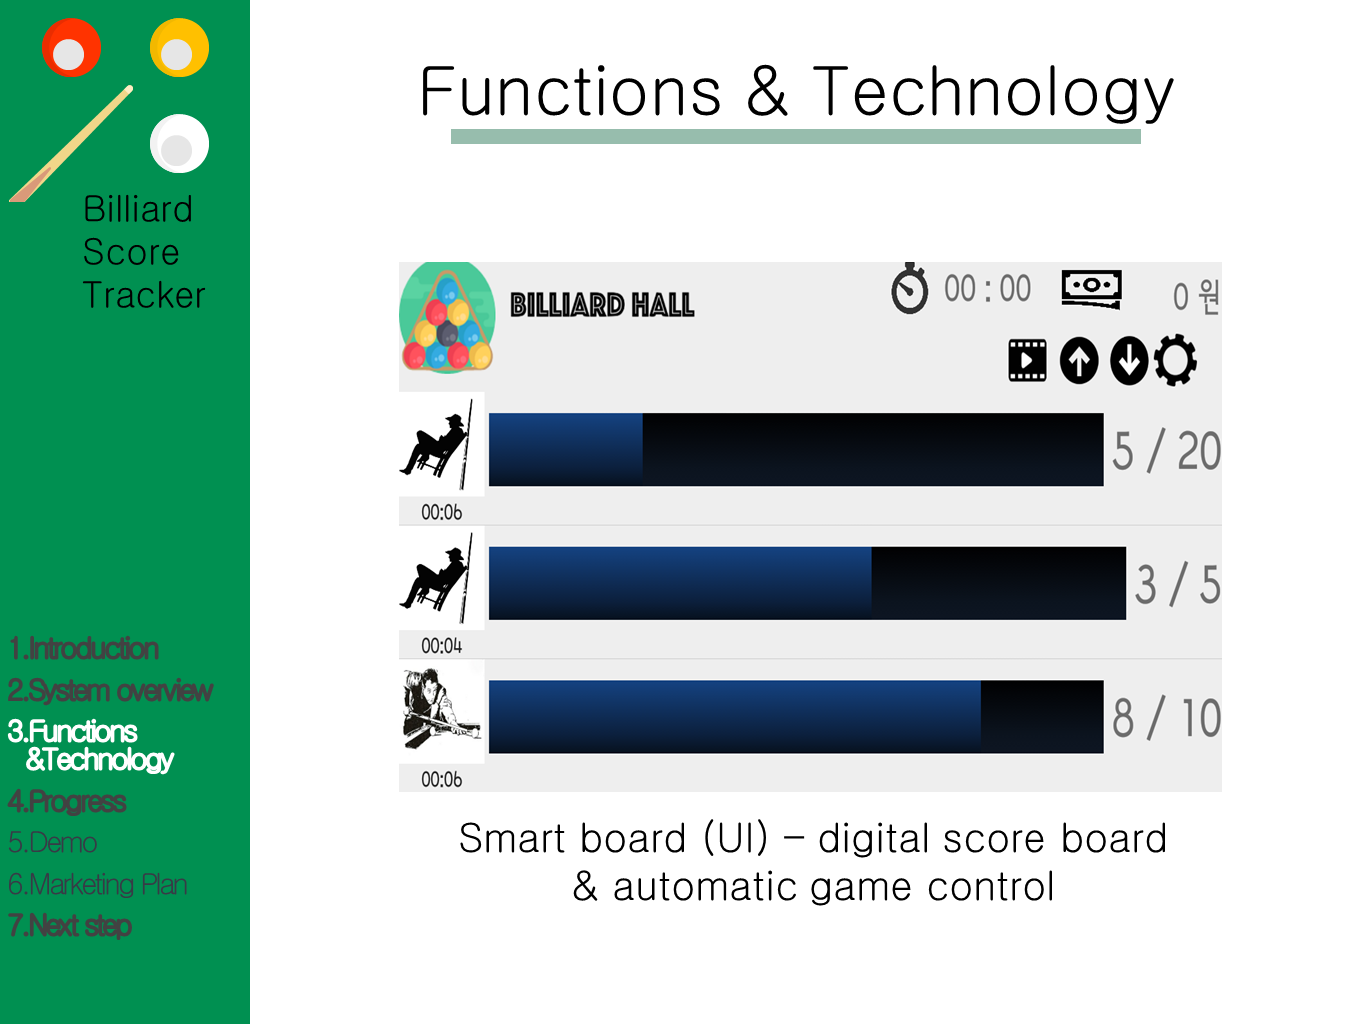 Billiard
Score
Tracker
1.Introduction
2.System overview
3.Functions
&Technology
4.Progress
5.Demo
6.Marketing Plan
7.Next step
Functions & Technology
BILLIARD HALL
00 : 00
0 원
5 / 20
00:06
3 / 5
00:04
8 / 10
00:06
Smart board (UI) – digital score board
& automatic game control